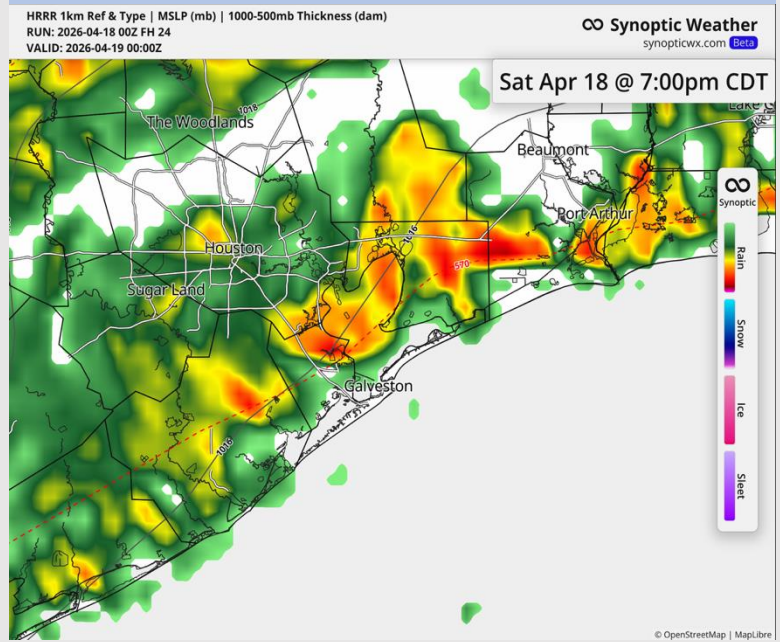 HRRR 1km Ref & Type | MSLP (mb) | 1000-500mb Thickness (dam)
RUN: 2026-04-18 00Z FH 24
VALID: 2026-04-19 00:00Z
Synoptic Weather
synopticwx.com Beta
Sat Apr 18 @ 7:00pm CDT
1018
The Woodlands
Beaumont
Port Arthur
Synoptic
Rain
Snow
Ice
Sleet
1016
570
Houston
Sugar Land
Galveston
1016
© OpenStreetMap | MapLibre